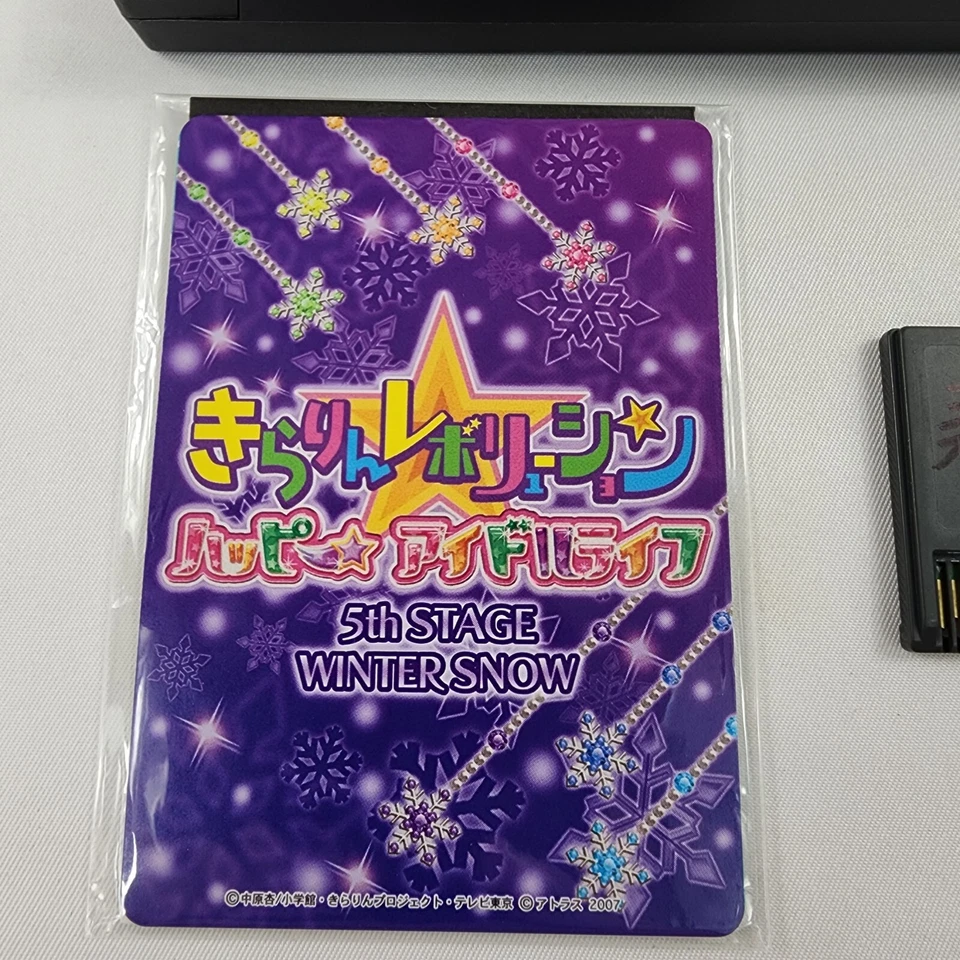 きらりんレボリューション
ハッピー☆アイドルライフ
5th STAGE
WINTER SNOW
©中原杏/小学館・きらりんプロジェクト・テレビ東京 ©アトラス 2007